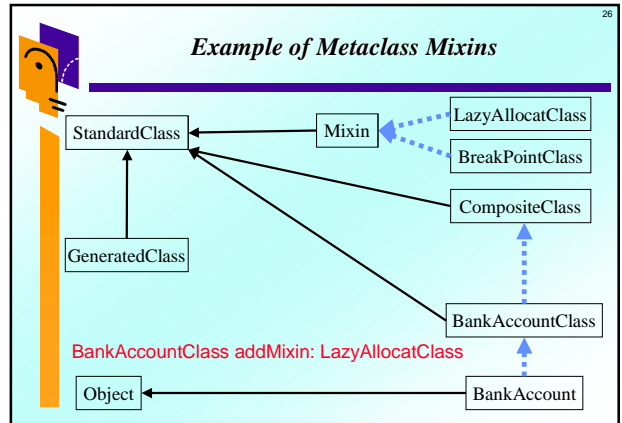 26
Example of Metaclass Mixins
LazyAllocatClass
StandardClass
Mixin
BreakPointClass
CompositeClass
GeneratedClass
BankAccountClass
BankAccountClass addMixin: LazyAllocatClass
Object
BankAccount